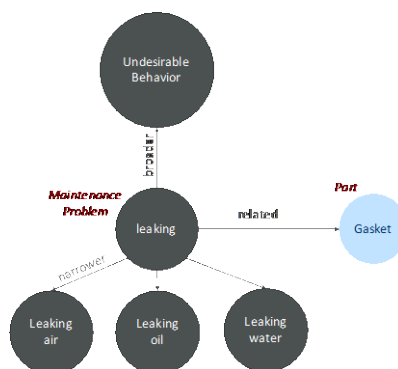 Undesirable
Behavior
broader
Maintenance
Problem
Part
leaking
related
Gasket
narrower
Leaking
air
Leaking
oil
Leaking
water